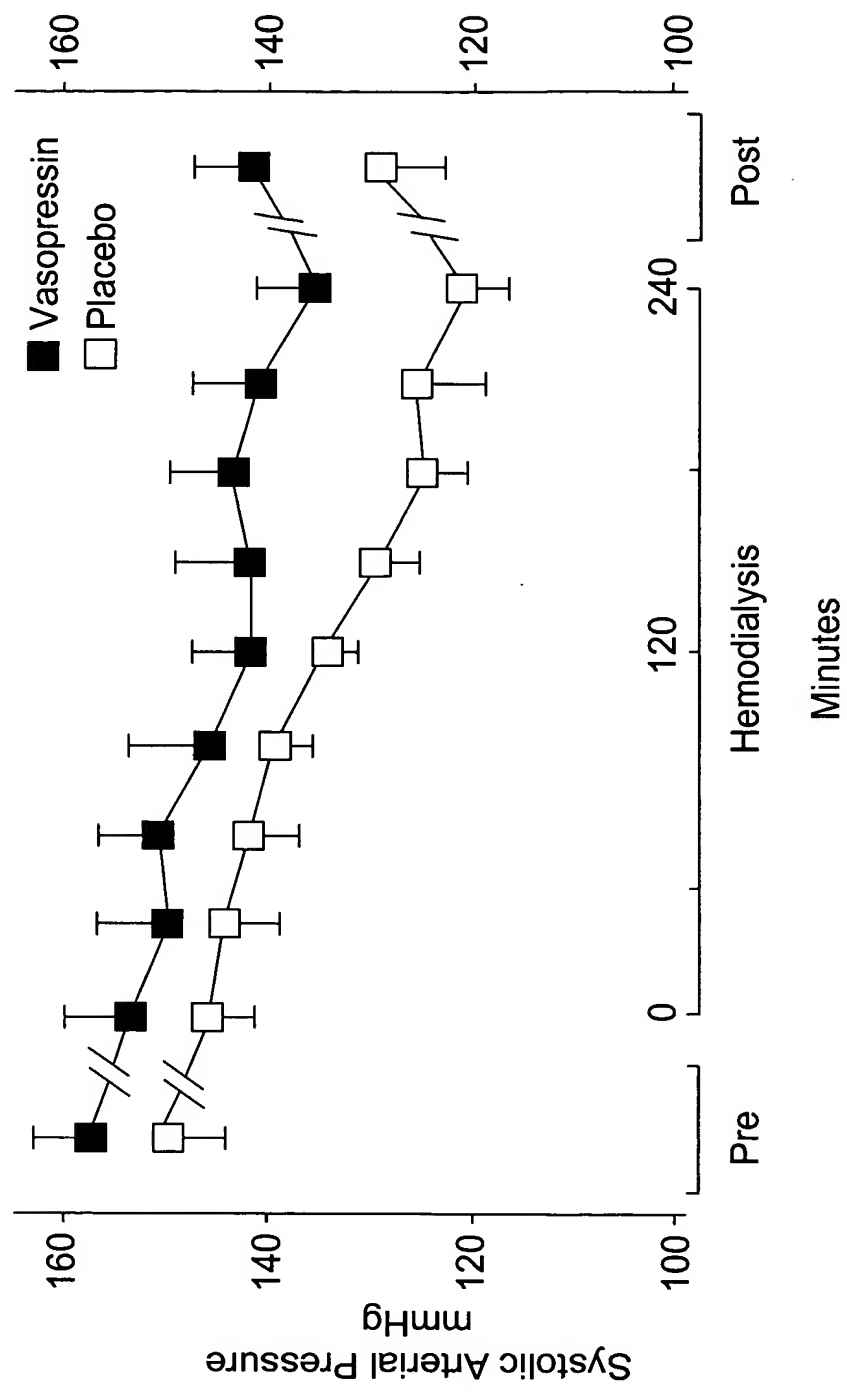 Systolic Arterial Pressure
mmHg
160
140
120
100
Vasopressin
Placebo
160
140
120
100
Pre
0
120
240
Post
Hemodialysis
Minutes